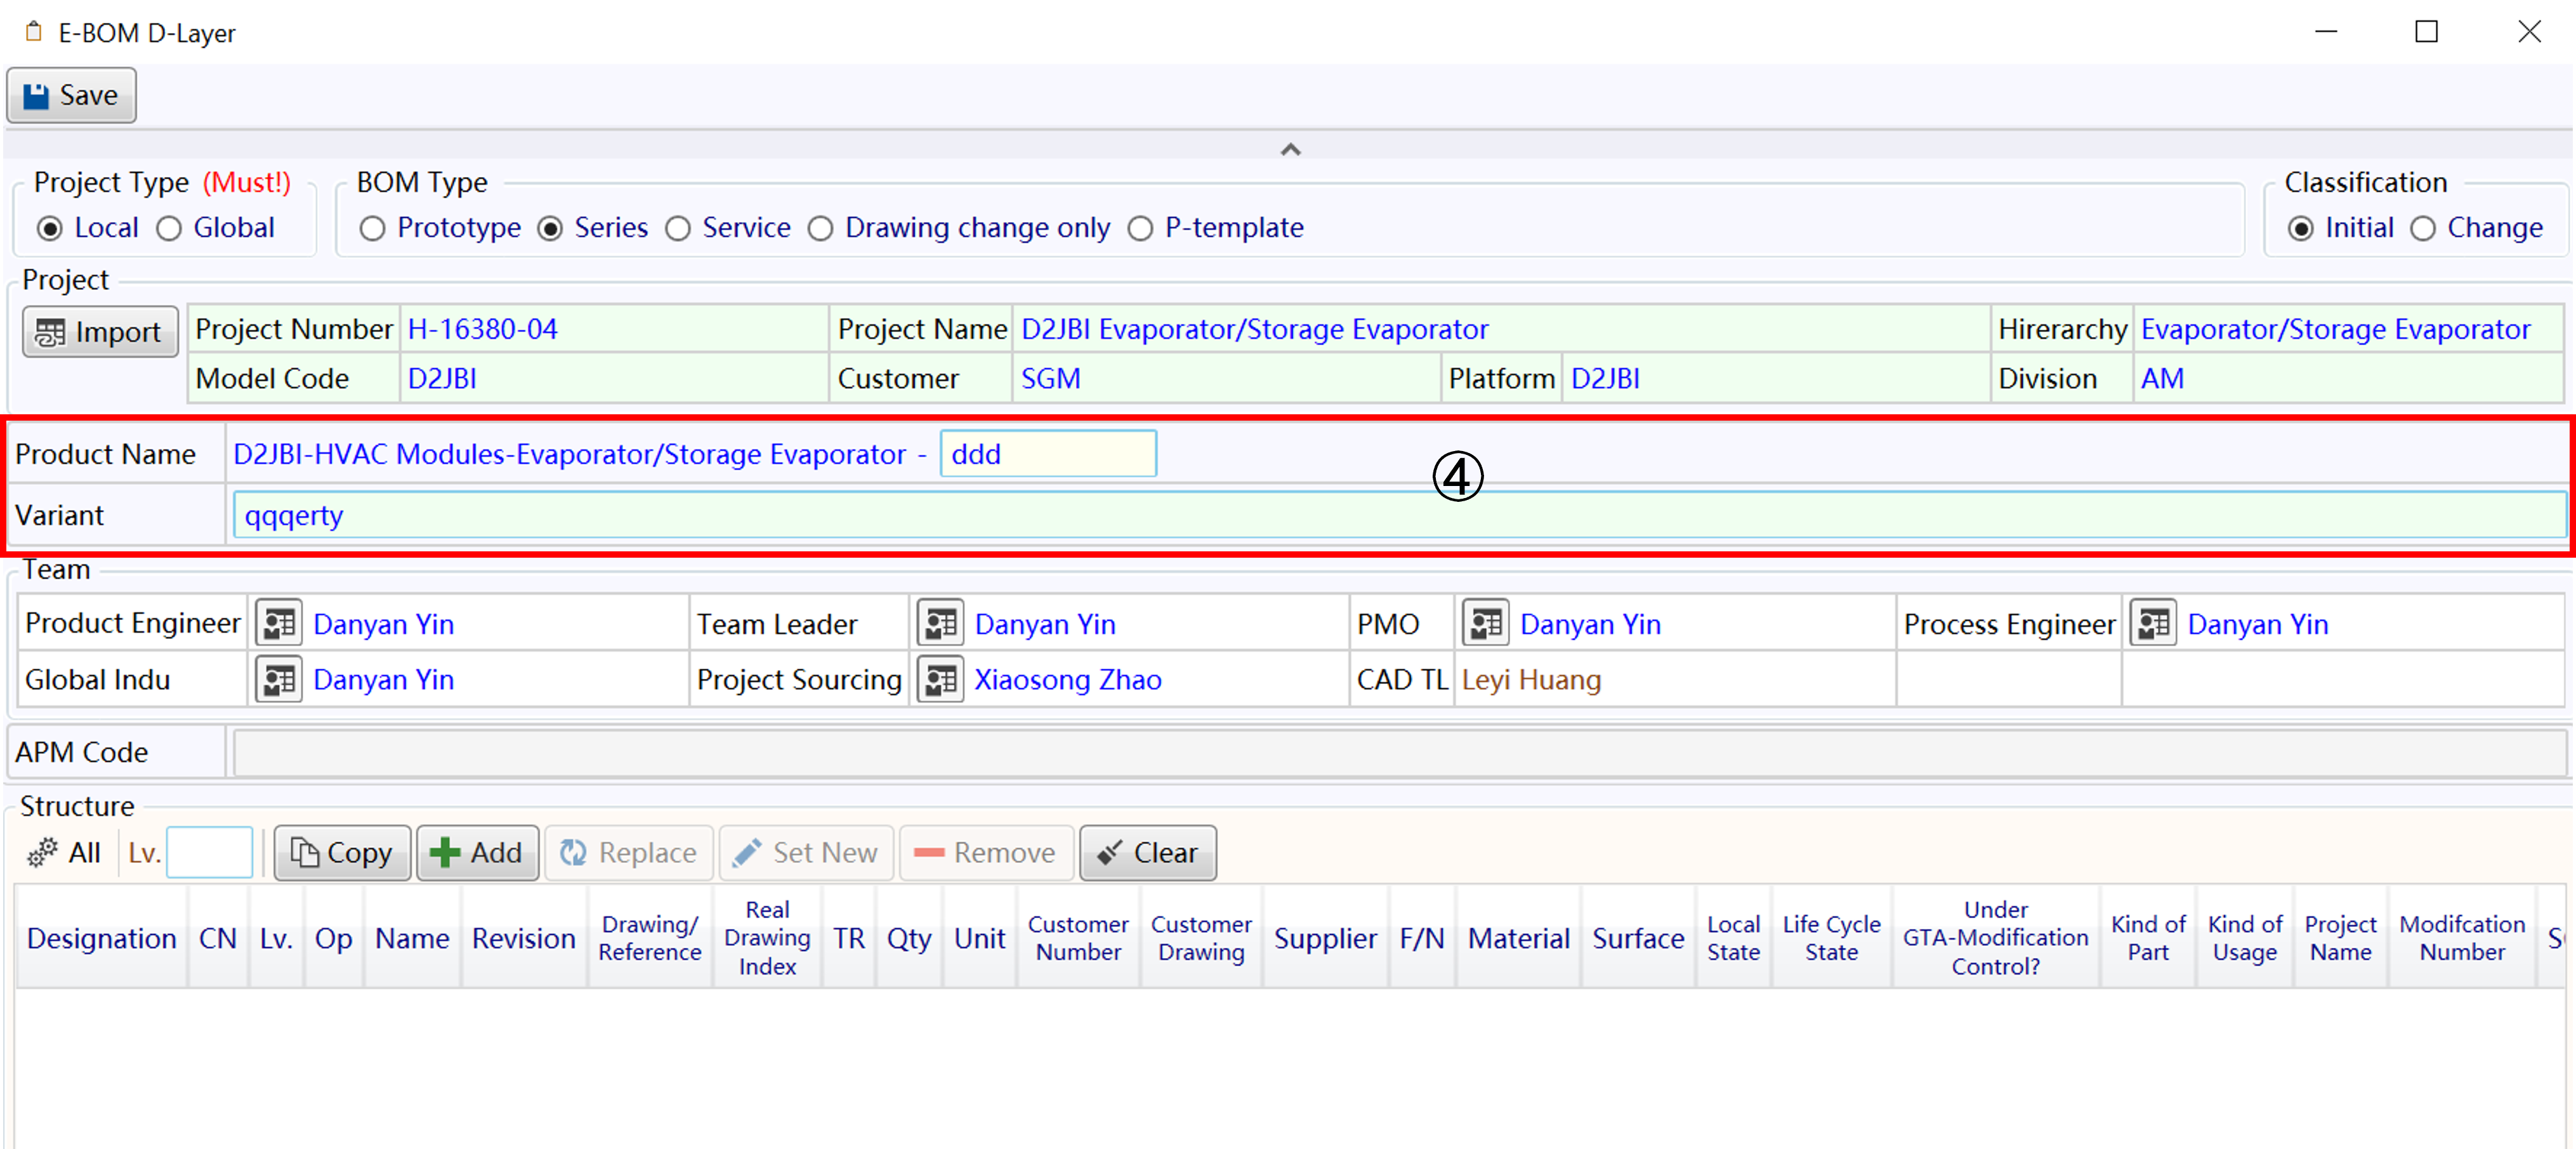 E-BOM D-Layer
Save
Project Type (Must!) BOM Type Classification
Local Global Prototype Series Service Drawing change only P-template Initial Change
Project
Import Project Number H-16380-04 Project Name D2JBI Evaporator/Storage Evaporator Hirerarchy Evaporator/Storage Evaporator
Model Code D2JBI Customer SGM Platform D2JBI Division AM
Product Name D2JBI-HVAC Modules-Evaporator/Storage Evaporator - ddd
④
Variant qqqerty
Team
Product Engineer Danyan Yin Team Leader Danyan Yin PMO Danyan Yin Process Engineer Danyan Yin
Global Indu Danyan Yin Project Sourcing Xiaosong Zhao CAD TL Leyi Huang
APM Code
Structure
All Lv. Copy Add Replace Set New Remove Clear
Designation CN Lv. Op Name Revision Drawing/ Reference Real Drawing Index TR Qty Unit Customer Number Customer Drawing Supplier F/N Material Surface Local State Life Cycle State Under GTA-Modification Control? Kind of Part Kind of Usage Project Name Modifcation Number